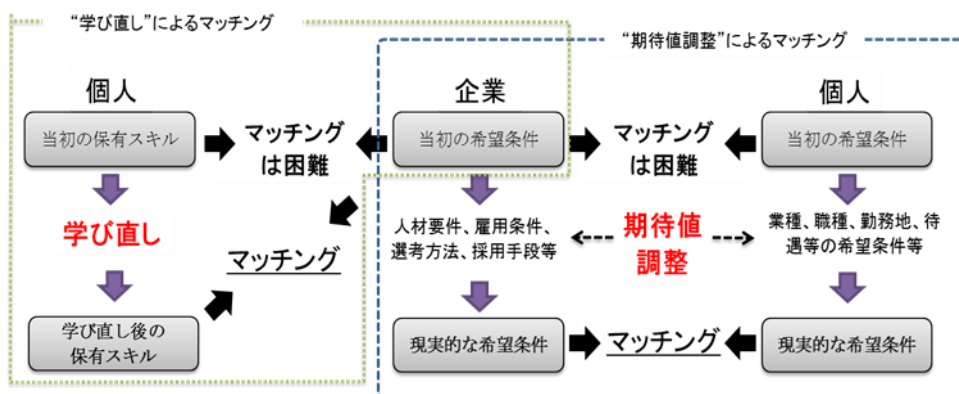 “学び直し”によるマッチング
“期待値調整”によるマッチング
個人
企業
個人
当初の保有スキル
マッチング
は困難
当初の希望条件
マッチング
は困難
当初の希望条件
学び直し
マッチング
人材要件、雇用条件、
選考方法、採用手段等
期待値
調整
業種、職種、勤務地、待
遇等の希望条件等
学び直し後の
保有スキル
現実的な希望条件
マッチング
現実的な希望条件